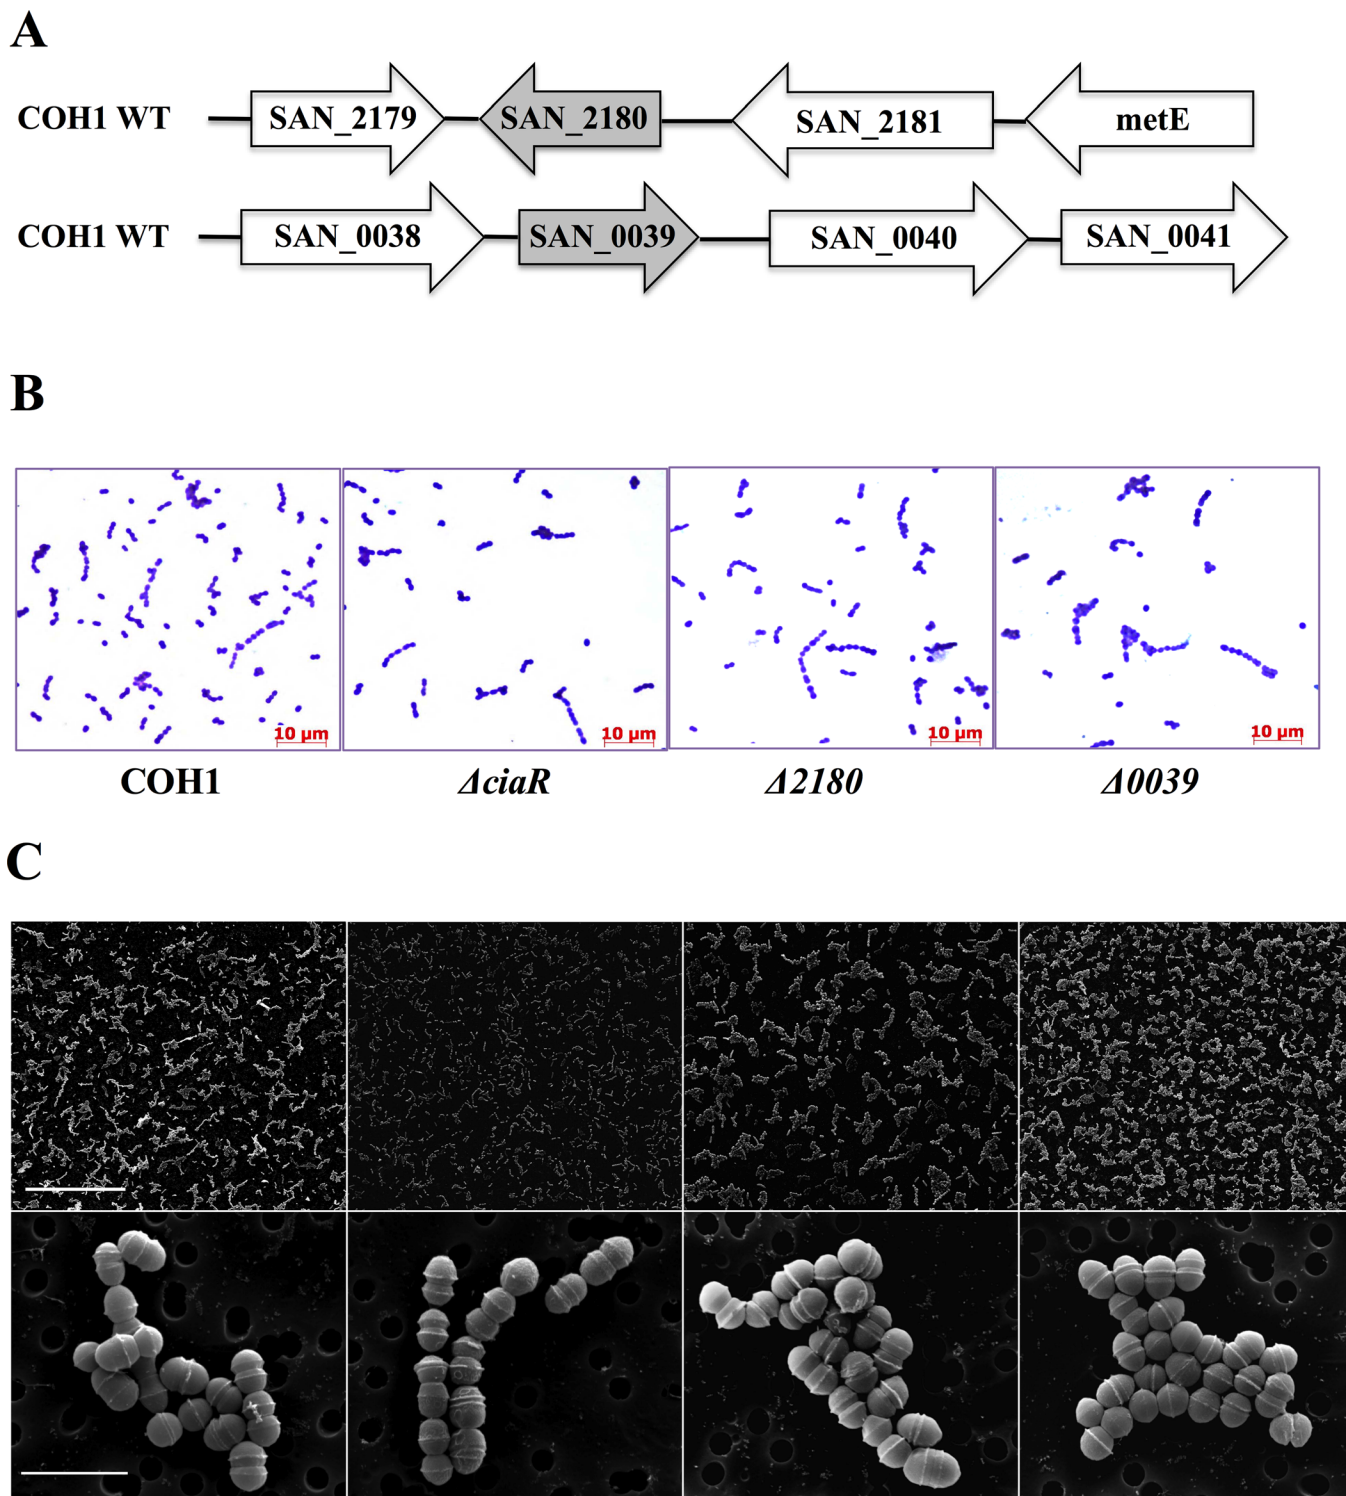 A
COH1 WT SAN_2179 SAN_2180 SAN_2181 metE
COH1 WT SAN_0038 SAN_0039 SAN_0040 SAN_0041
B
10 µm 10 µm 10 µm 10 µm
COH1 ΔciaR Δ2180 Δ0039
C